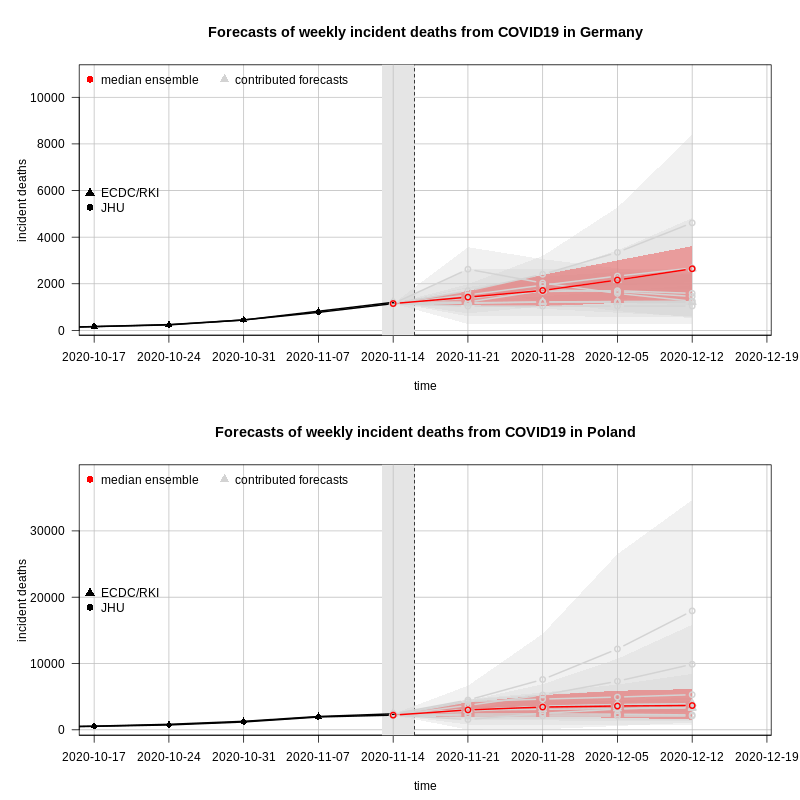 Forecasts of weekly incident deaths from COVID19 in Germany
median ensemble contributed forecasts
10000
8000
6000
4000
2000
0
incident deaths
ECDC/RKI
JHU
2020-10-17 2020-10-24 2020-10-31 2020-11-07 2020-11-14 2020-11-21 2020-11-28 2020-12-05 2020-12-12 2020-12-19
time
Forecasts of weekly incident deaths from COVID19 in Poland
median ensemble contributed forecasts
30000
20000
10000
0
incident deaths
ECDC/RKI
JHU
2020-10-17 2020-10-24 2020-10-31 2020-11-07 2020-11-14 2020-11-21 2020-11-28 2020-12-05 2020-12-12 2020-12-19
time